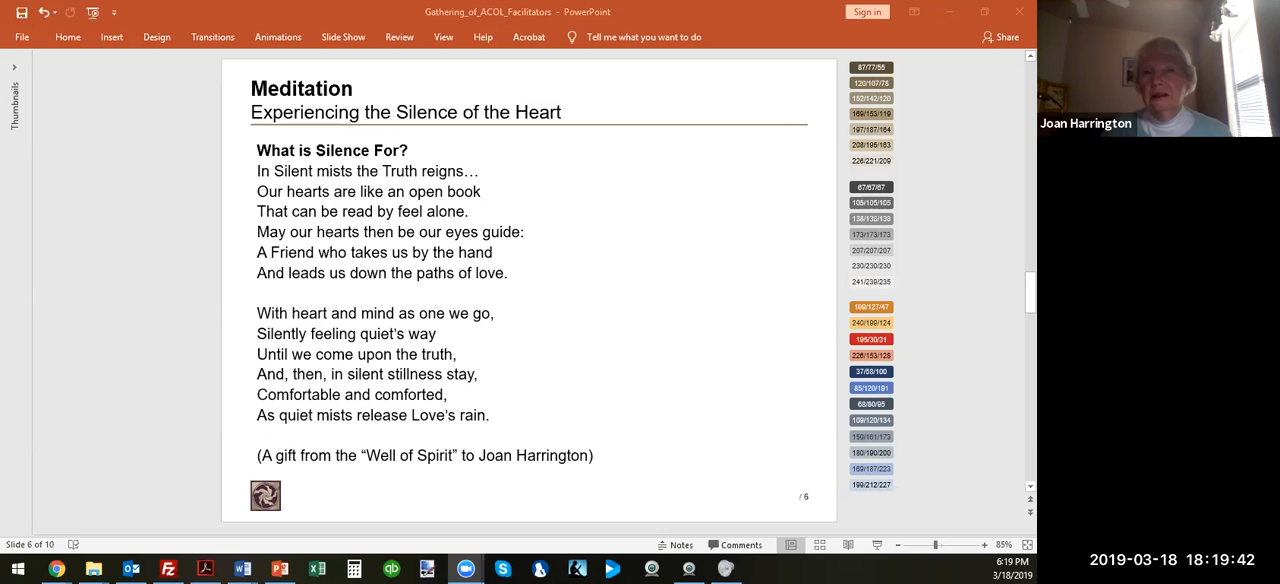 Gathering_of_ACOL_Facilitators - PowerPoint
Sign in
File Home Insert Design Transitions Animations Slide Show Review View Help Acrobat Tell me what you want to do Share
Thumbnails
Meditation
Experiencing the Silence of the Heart
What is Silence For?
In Silent mists the Truth reigns…
Our hearts are like an open book
That can be read by feel alone.
May our hearts then be our eyes guide:
A Friend who takes us by the hand
And leads us down the paths of love.
With heart and mind as one we go,
Silently feeling quiet's way
Until we come upon the truth,
And, then, in silent stillness stay,
Comfortable and comforted,
As quiet mists release Love's rain.
(A gift from the “Well of Spirit” to Joan Harrington)
/ 6
87/77/55
120/107/78
152/142/120
169/153/119
197/187/164
208/195/163
226/221/209
67/67/67
105/105/105
138/138/138
173/173/173
207/207/207
230/230/230
241/239/235
198/127/47
240/199/124
195/30/31
226/153/128
37/58/100
85/120/191
68/80/95
109/120/134
150/161/173
180/190/200
169/187/223
199/212/227
Joan Harrington
Slide 6 of 10
Notes Comments 85%
6:19 PM
3/18/2019
2019-03-18 18:19:42